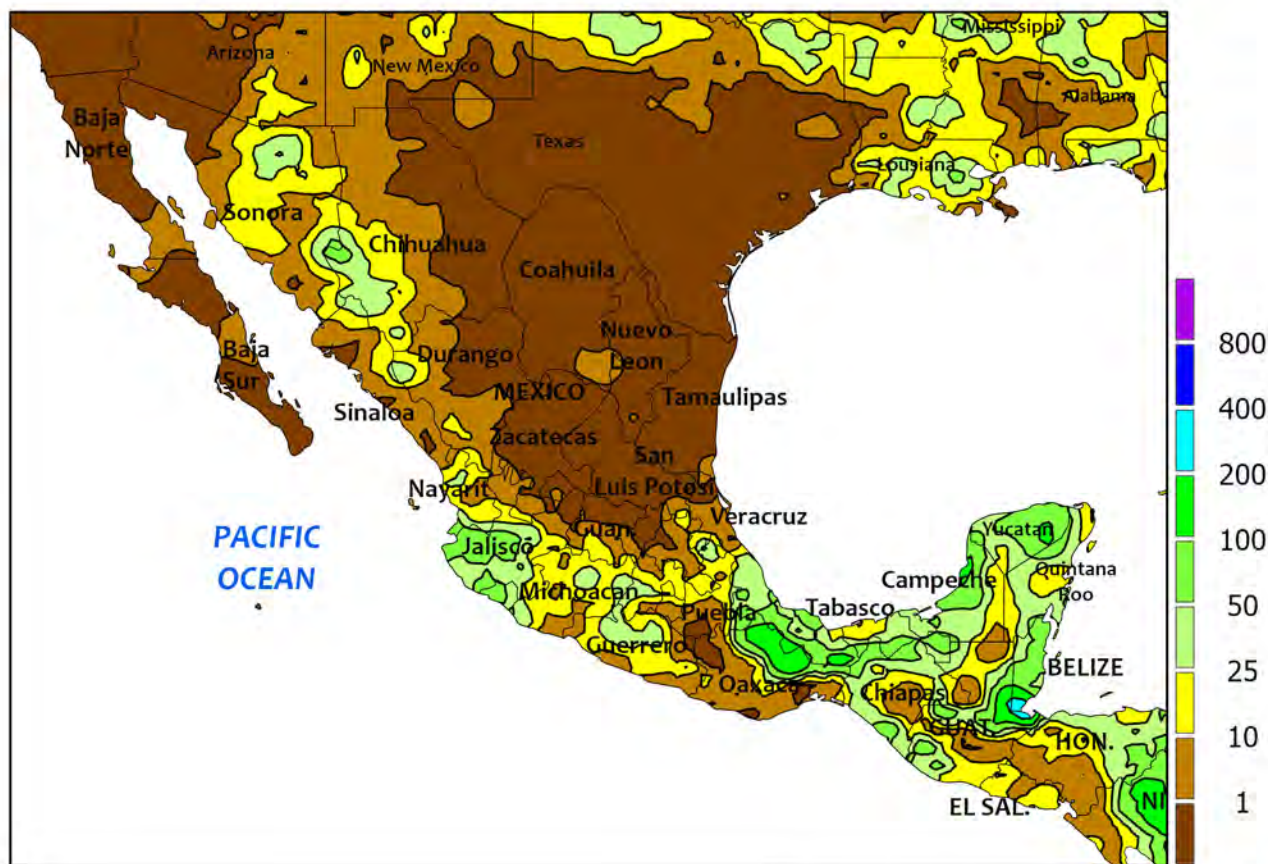 Mississippi
Arizona
New Mexico
Alabama
Baja
Norte
Texas
Lousiana
Sonora
Chihuahua
Coahuila
Nuevo
Leon
800
Baja
Sur
Durango
MEXICO
Tamaulipas
400
Sinaloa
Zacatecas
San
Luis Potosi
200
Nayarit
Veracruz
PACIFIC
OCEAN
Guan.
Yucatan
100
Jalisco
Campeche
Quintana
Roo
Michoacan
Puebla
Tabasco
50
Guerrero
BELIZE
25
Oaxaca
Chiapas
GUAT.
HON.
10
EL SAL.
NI
1